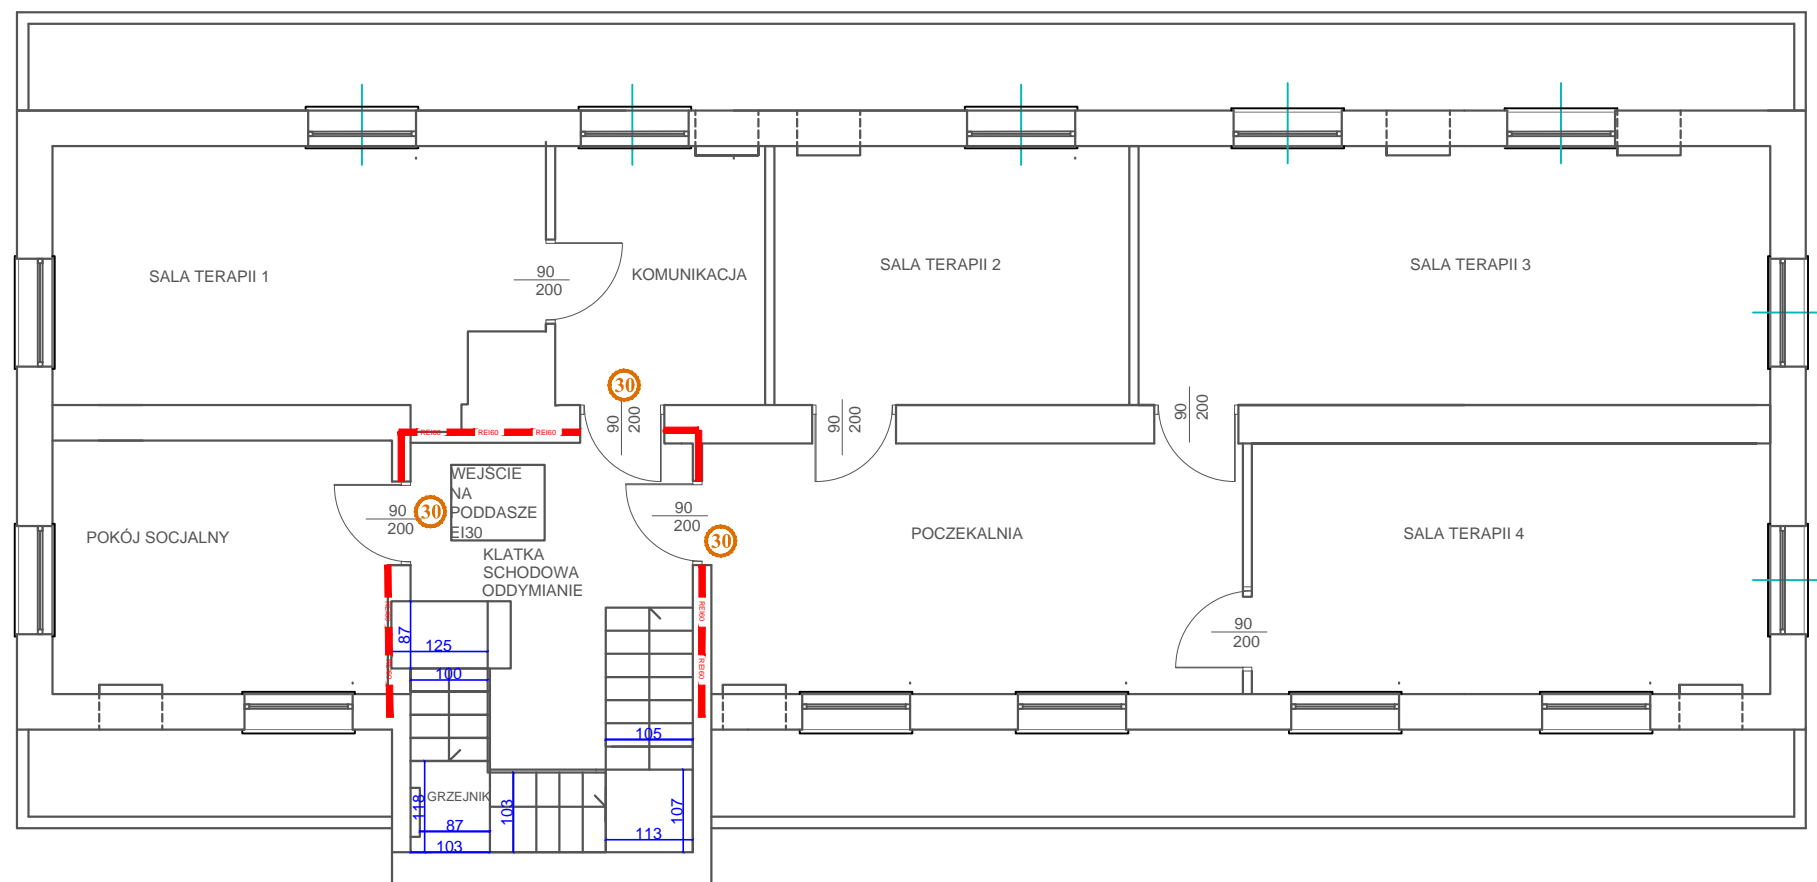 SALA TERAPII 1
90
200
KOMUNIKACJA
SALA TERAPII 2
SALA TERAPII 3
30
90
200
90
200
90
200
REI60
REI60
REI60
POKÓJ SOCJALNY
90
200
30
WEJŚCIE
NA
PODDASZE
EI30
KLATKA
SCHODOWA
ODDYMIANIE
90
200
30
POCZEKALNIA
SALA TERAPII 4
90
200
REI60
REI60
REI60
REI60
87
125
100
105
GRZEJNIK
118
87
103
103
113
107